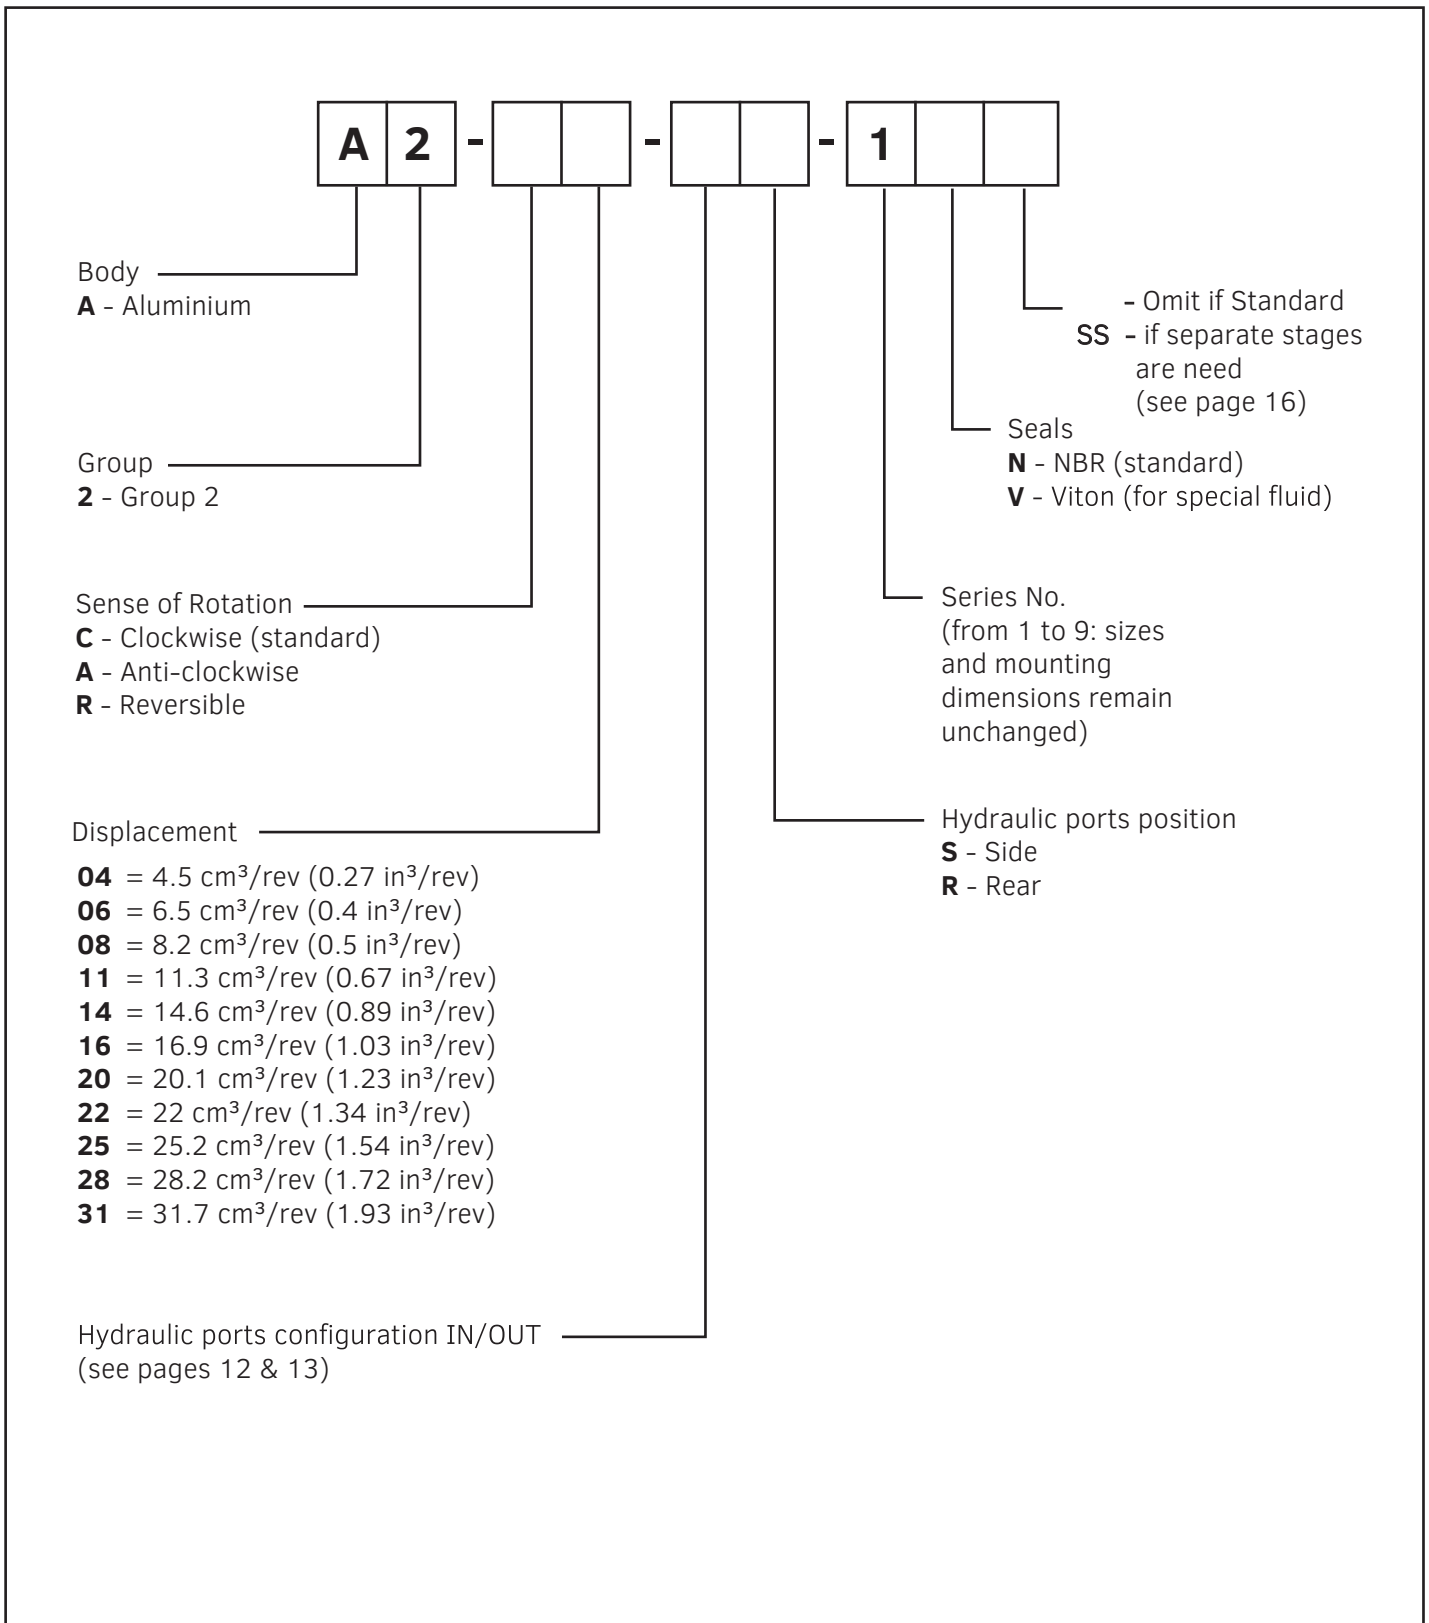 A 2 - - - 1
Body
A - Aluminium
Group
2 - Group 2
Sense of Rotation
C - Clockwise (standard)
A - Anti-clockwise
R - Reversible
Displacement
04 = 4.5 cm³/rev (0.27 in³/rev)
06 = 6.5 cm³/rev (0.4 in³/rev)
08 = 8.2 cm³/rev (0.5 in³/rev)
11 = 11.3 cm³/rev (0.67 in³/rev)
14 = 14.6 cm³/rev (0.89 in³/rev)
16 = 16.9 cm³/rev (1.03 in³/rev)
20 = 20.1 cm³/rev (1.23 in³/rev)
22 = 22 cm³/rev (1.34 in³/rev)
25 = 25.2 cm³/rev (1.54 in³/rev)
28 = 28.2 cm³/rev (1.72 in³/rev)
31 = 31.7 cm³/rev (1.93 in³/rev)
Hydraulic ports configuration IN/OUT
(see pages 12 & 13)
- Omit if Standard
SS - if separate stages
are need
(see page 16)
Seals
N - NBR (standard)
V - Viton (for special fluid)
Series No.
(from 1 to 9: sizes
and mounting
dimensions remain
unchanged)
Hydraulic ports position
S - Side
R - Rear